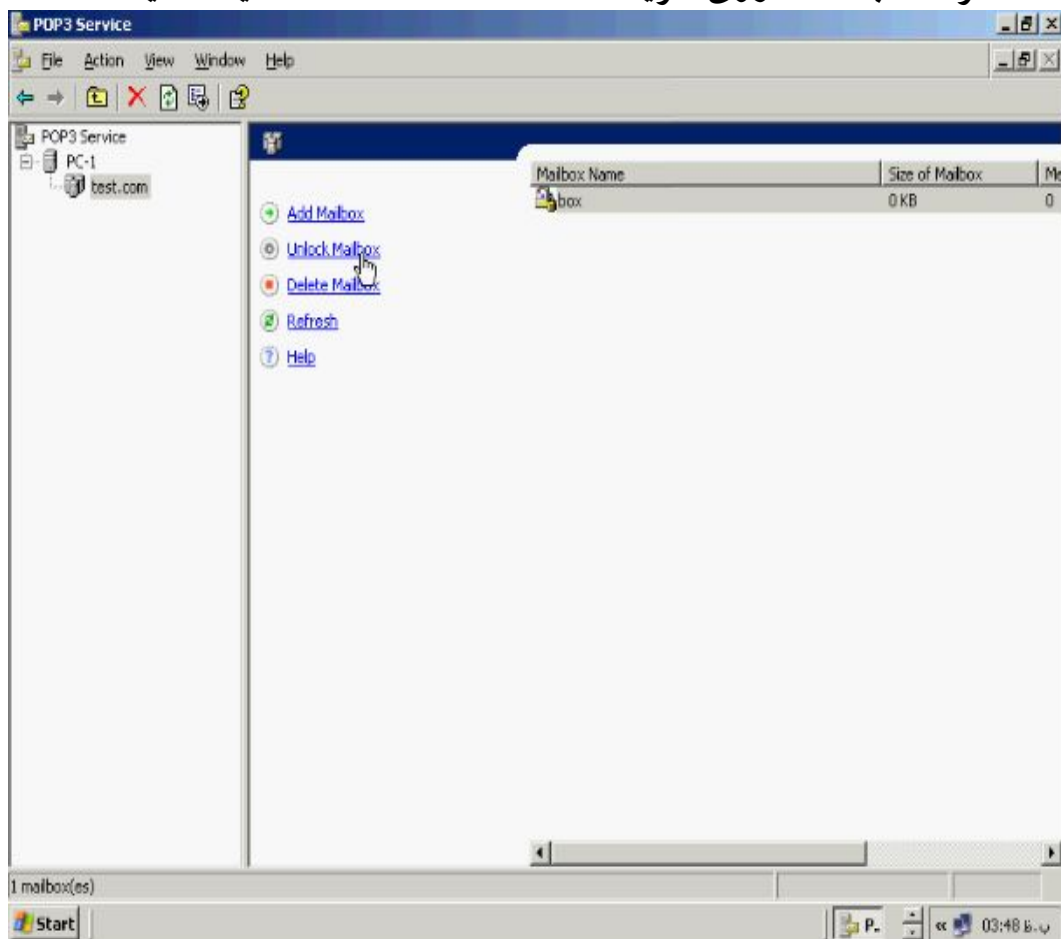 POP3 Service
File Action View Window Help
POP3 Service
PC-1
test.com
Mailbox Name Size of Mailbox Me
box 0 KB 0
Add Mailbox
Unlock Mailbox
Delete Mailbox
Refresh
Help
1 mailbox(es)
Start P.. « 03:48 ب.ظ